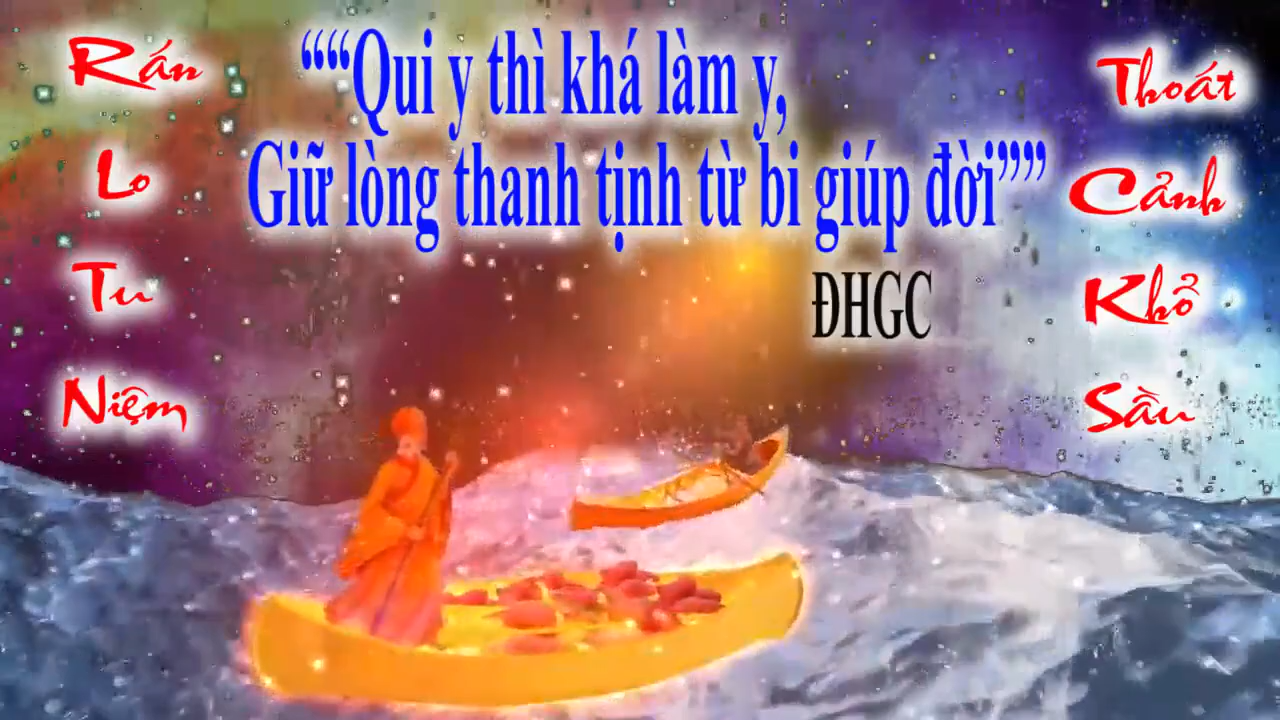 Rán
Lo
Tu
Niệm
““Qui y thì khá làm y,
Giữ lòng thanh tịnh từ bi giúp đời””
ĐHGC
Thoát
Cảnh
Khổ
Sầu